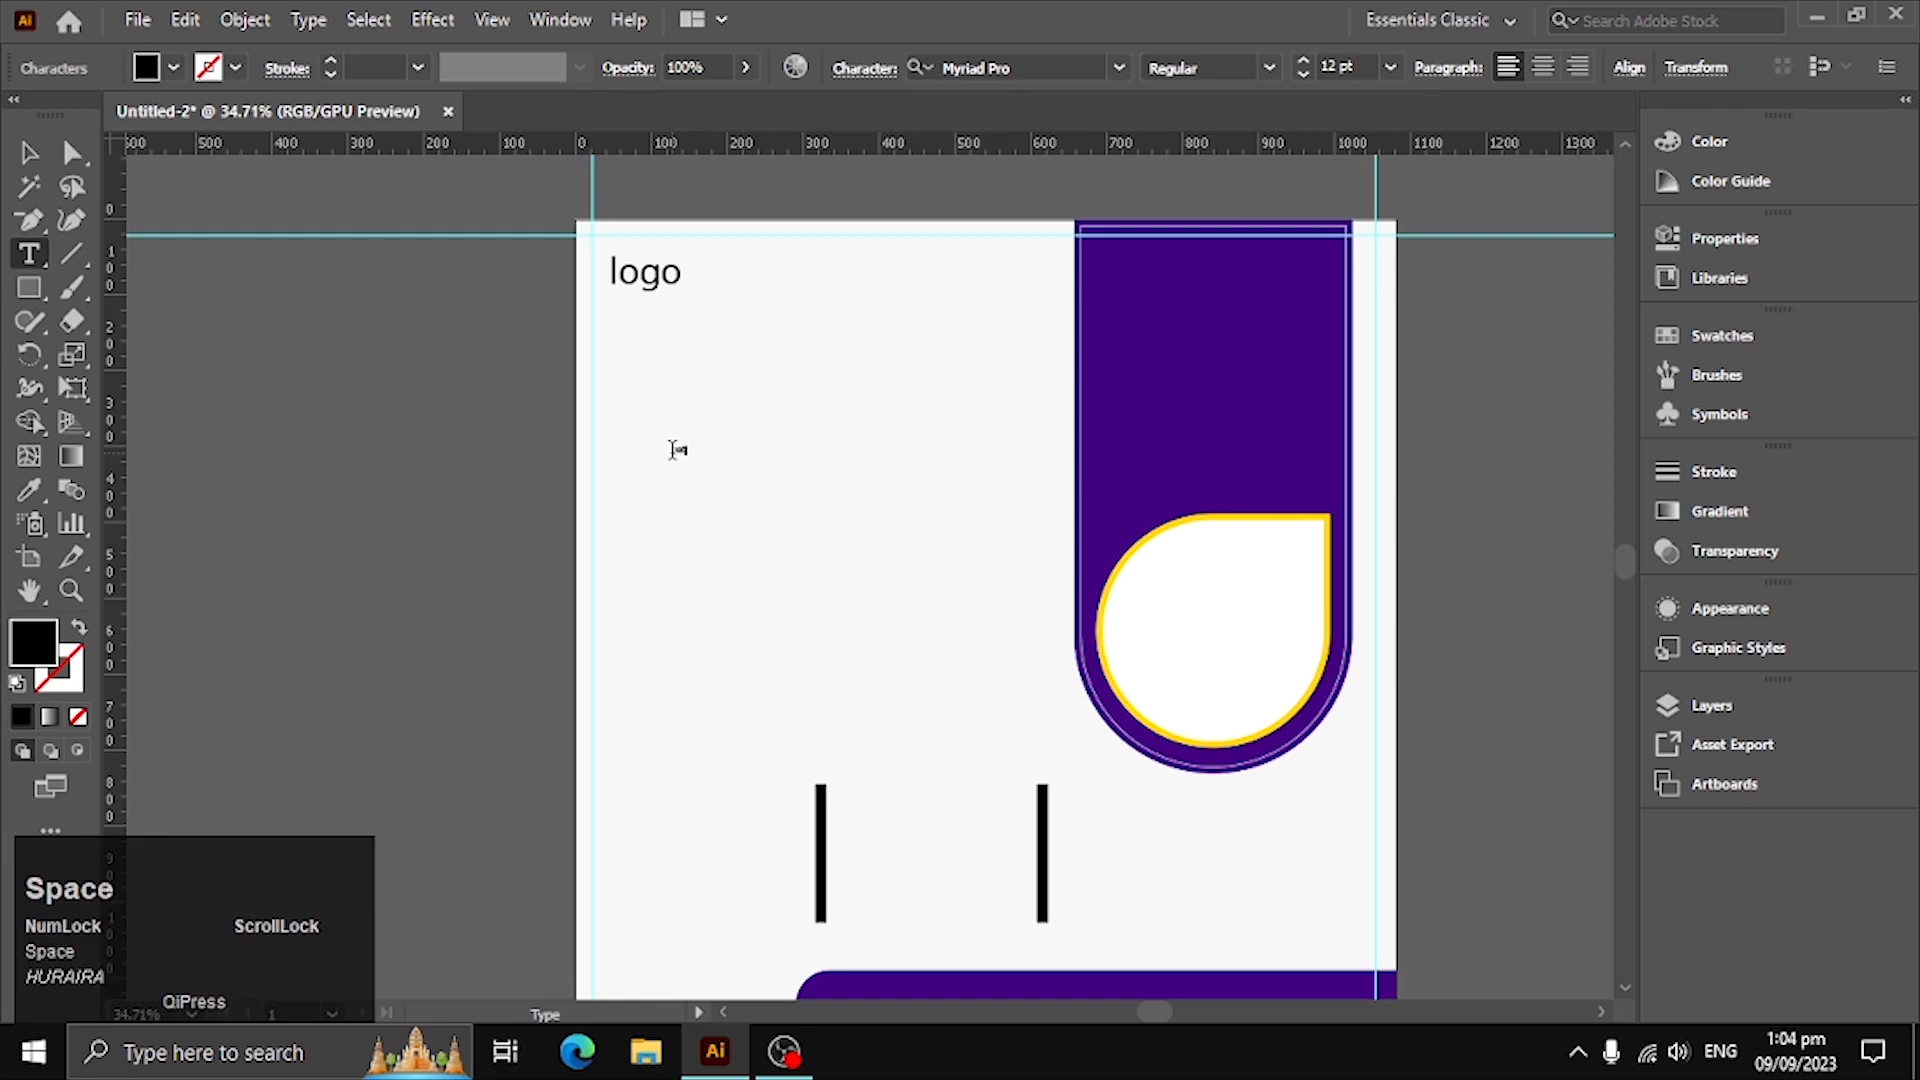 File Edit Object Type Select Effect View Window Help Essentials Classic Search Adobe Stock
Characters Stroke: Opacity: 100% Character: Myriad Pro Regular 12 pt Paragraph: Align Transform
Untitled-2* @ 34.71% (RGB/GPU Preview)
500 400 300 200 100 0 100 200 300 400 500 600 700 800 900 1000 1100 1200 1300
Color
Color Guide
Properties
Libraries
Swatches
Brushes
Symbols
Stroke
Gradient
Transparency
Appearance
Graphic Styles
Layers
Asset Export
Artboards
logo
Space
NumLock ScrollLock
Space
HURAIRA
QiPress
34.71% 1 Type
Type here to search
ENG
1:04 pm
09/09/2023